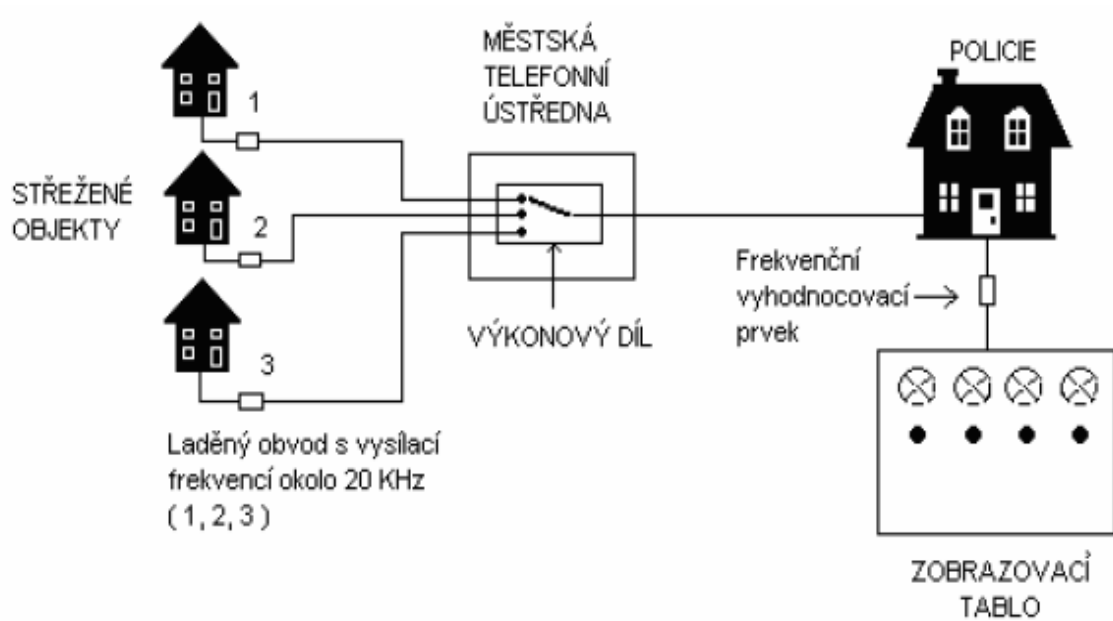 MĚSTSKÁ
TELEFONNÍ
ÚSTŘEDNA
POLICIE
1
STŘEŽENÉ
OBJEKTY
2
3
Frekvenční
vyhodnocovací
prvek
VÝKONOVÝ DÍL
Laděný obvod s vysílací
frekvencí okolo 20 KHz
( 1, 2, 3 )
ZOBRAZOVACÍ
TABLO